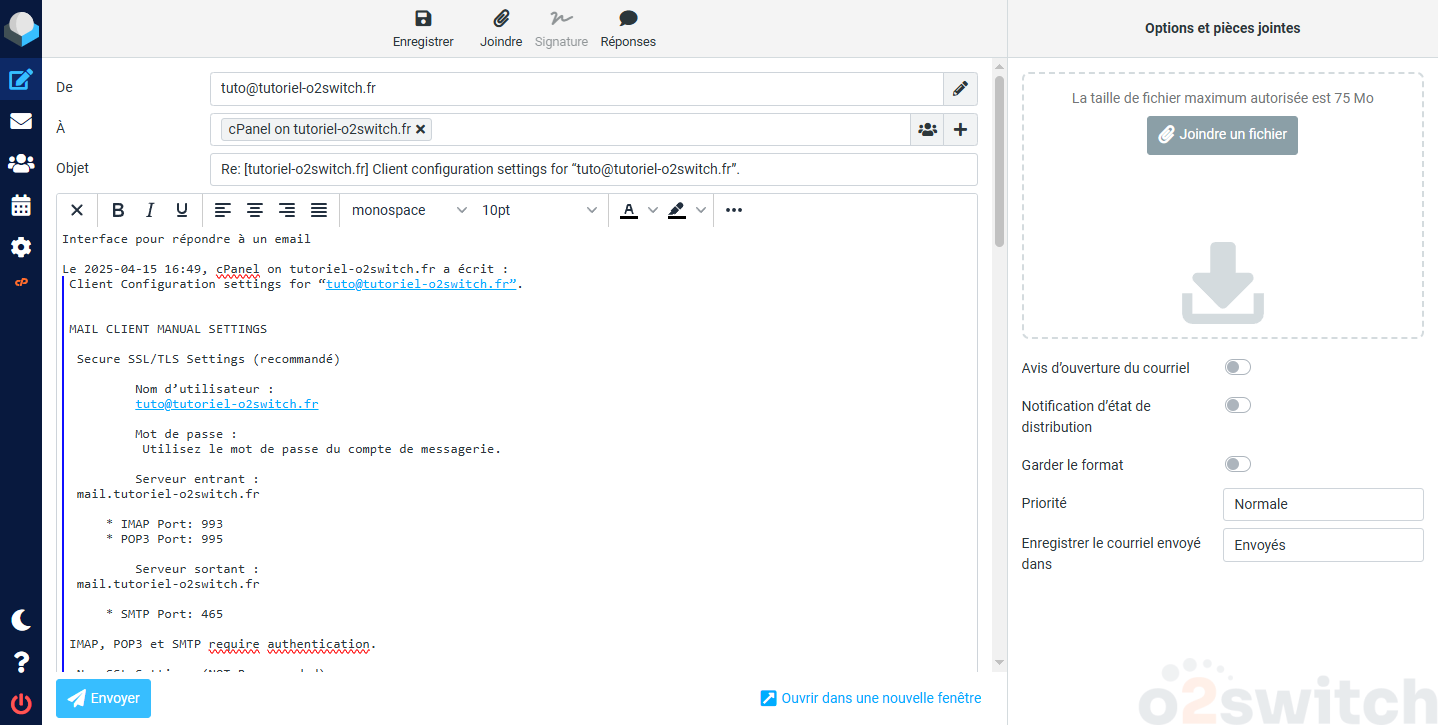 Enregistrer Joindre Signature Réponses
Options et pièces jointes
De
tuto@tutoriel-o2switch.fr
À
cPanel on tutoriel-o2switch.fr
Objet
Re: [tutoriel-o2switch.fr] Client configuration settings for “tuto@tutoriel-o2switch.fr”.
B I U monospace 10pt A
Interface pour répondre à un email
Le 2025-04-15 16:49, cPanel on tutoriel-o2switch.fr a écrit :
Client Configuration settings for “tuto@tutoriel-o2switch.fr”.
MAIL CLIENT MANUAL SETTINGS
Secure SSL/TLS Settings (recommandé)
Nom d’utilisateur :
tuto@tutoriel-o2switch.fr
Mot de passe :
Utilisez le mot de passe du compte de messagerie.
Serveur entrant :
mail.tutoriel-o2switch.fr
* IMAP Port: 993
* POP3 Port: 995
Serveur sortant :
mail.tutoriel-o2switch.fr
* SMTP Port: 465
IMAP, POP3 et SMTP require authentication.
Envoyer
Ouvrir dans une nouvelle fenêtre
La taille de fichier maximum autorisée est 75 Mo
Joindre un fichier
Avis d’ouverture du courriel
Notification d’état de
distribution
Garder le format
Priorité
Normale
Enregistrer le courriel envoyé
dans
Envoyés
o2switch
cP